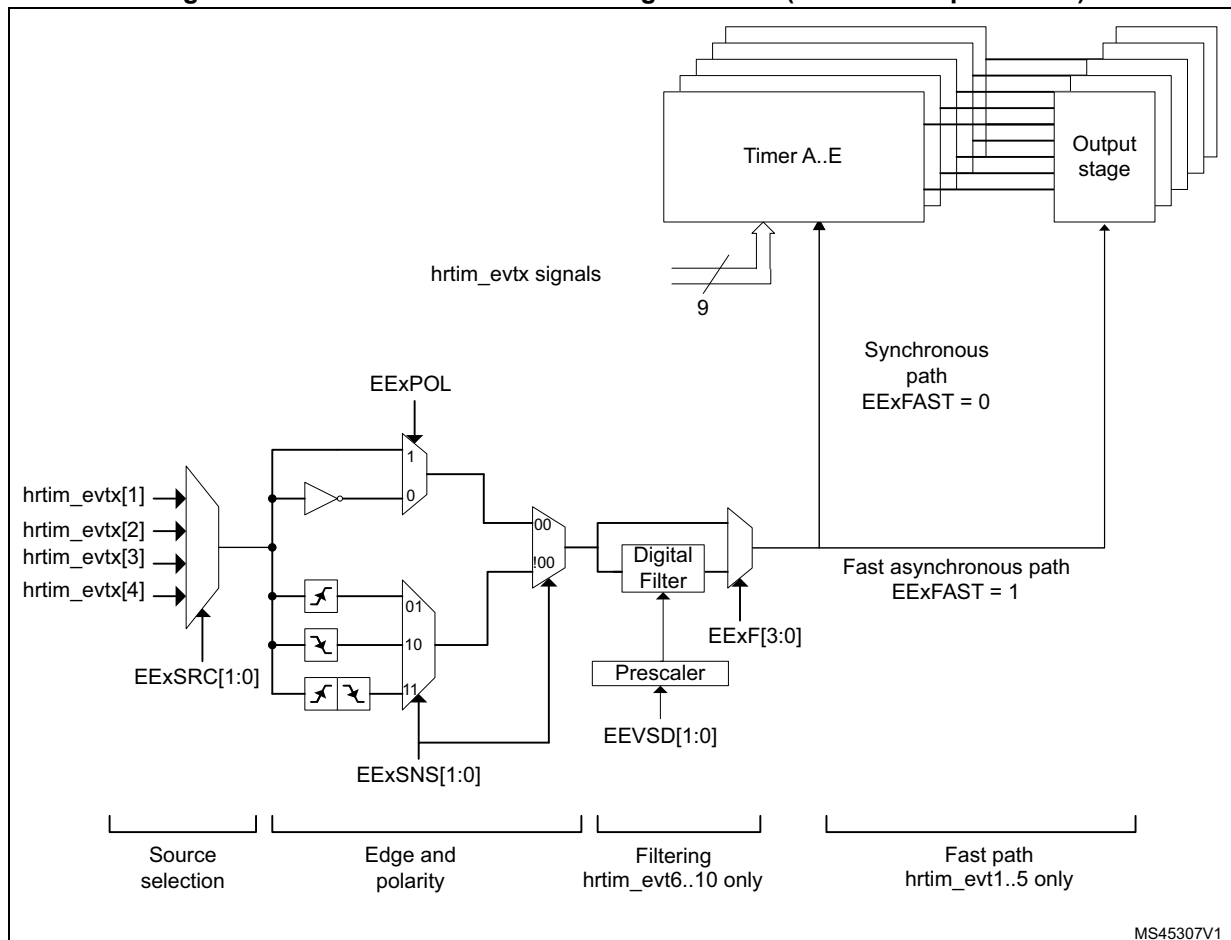 Timer A..E
Output
stage
hrtim_evtx signals
9
Synchronous
path
EExFAST = 0
EExPOL
1
0
hrtim_evtx[1]
hrtim_evtx[2]
hrtim_evtx[3]
hrtim_evtx[4]
00
!00
Digital
Filter
Fast asynchronous path
EExFAST = 1
01
10
11
EExF[3:0]
EExSRC[1:0]
Prescaler
EEVSD[1:0]
EExSNS[1:0]
Source
selection
Edge and
polarity
Filtering
hrtim_evt6..10 only
Fast path
hrtim_evt1..5 only
MS45307V1